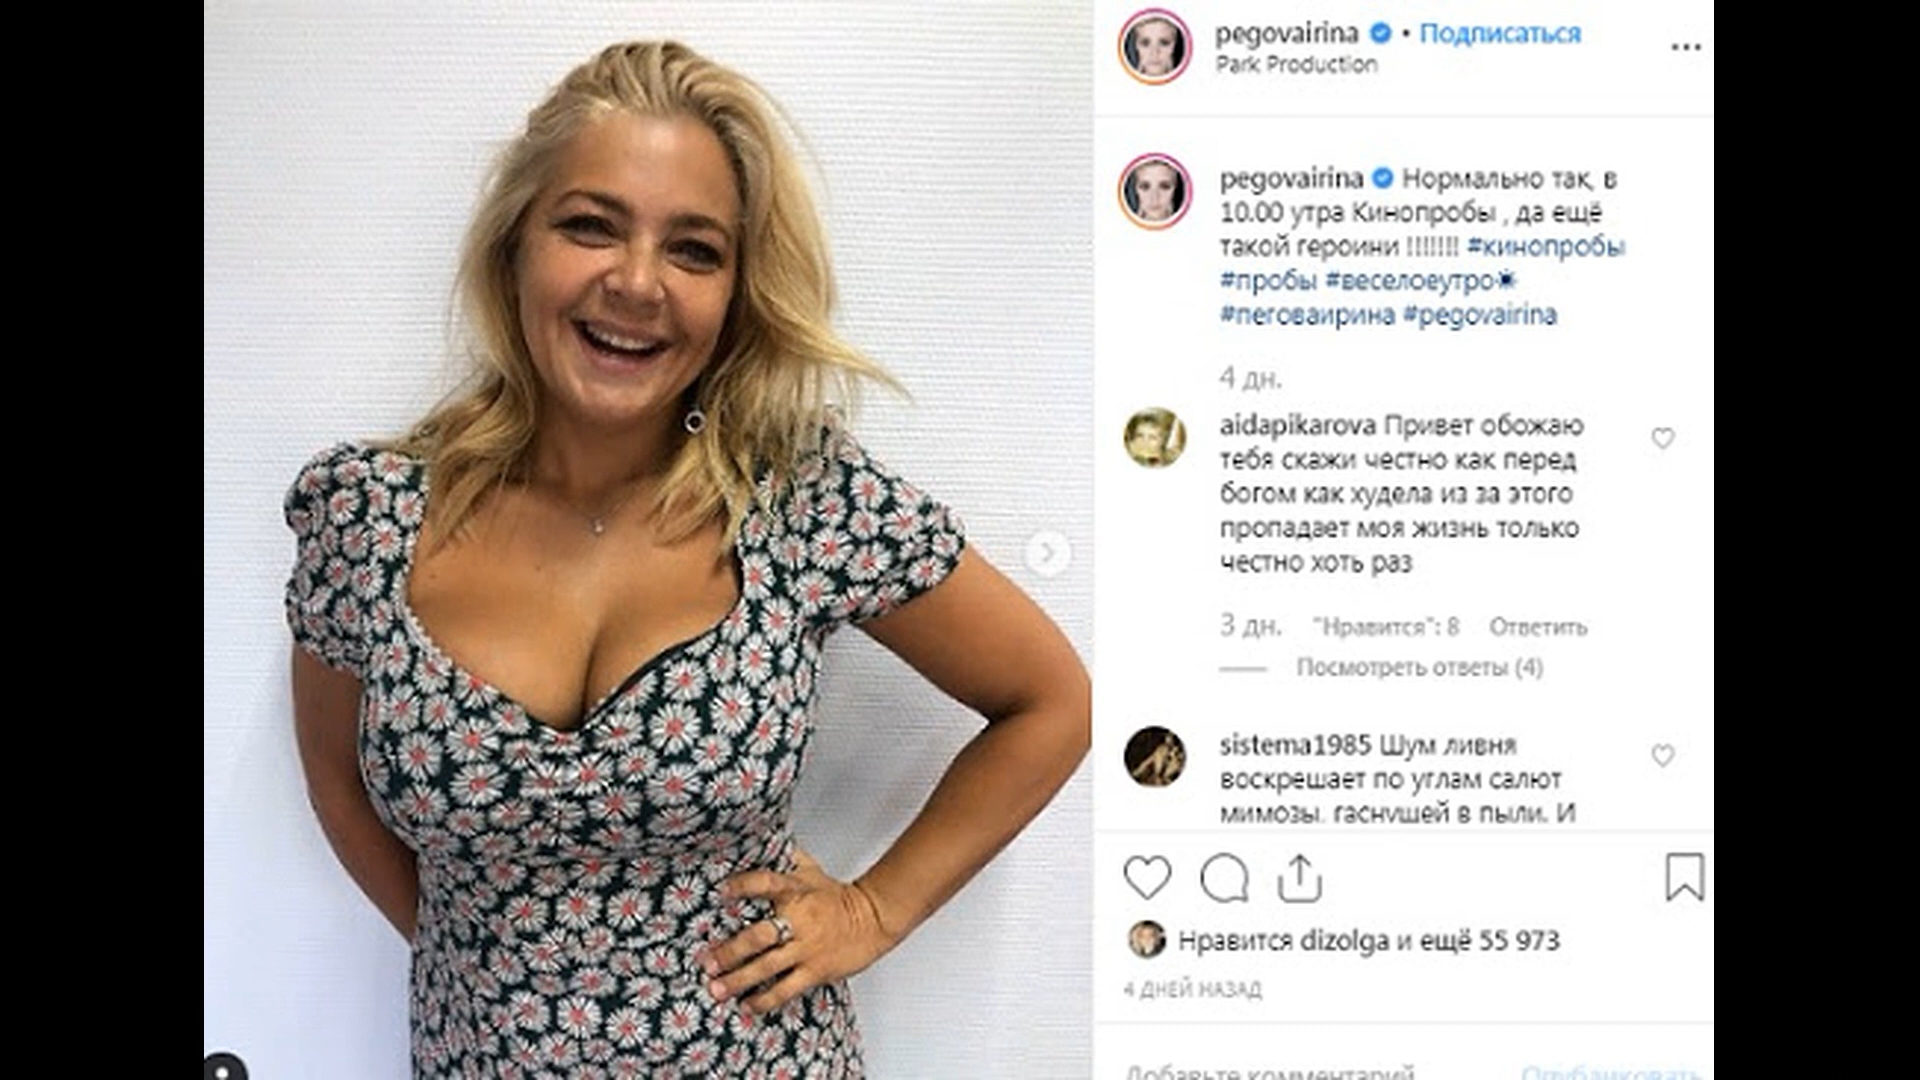 pegovairina • Подписаться
Park Production
pegovairina Нормально так, в
10.00 утра Кинопробы , да ещё
такой героини !!!!!!! #кинопробы
#пробы #веселоеутро☀
#пеговаирина #pegovairina
4 дн.
aidapikarova Привет обожаю
тебя скажи честно как перед
богом как худела из за этого
пропадает моя жизнь только
честно хоть раз
3 дн. "Нравится": 8 Ответить
Посмотреть ответы (4)
sistema1985 Шум ливня
воскрешает по углам салют
мимозы, гаснущей в пыли. И
Нравится dizolga и ещё 55 973
4 ДНЕЙ НАЗАД
Добавьте комментарий
Опубликовать